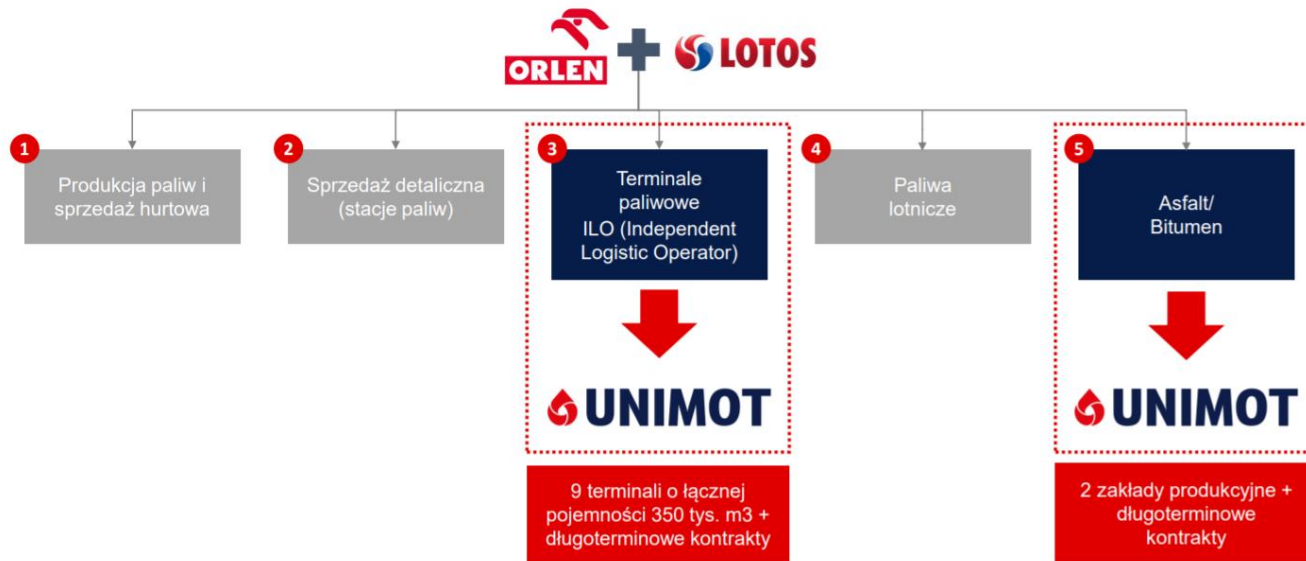 ORLEN
LOTOS
1
Produkcja paliw i
sprzedaż hurtowa
2
Sprzedaż detaliczna
(stacje paliw)
3
Terminale
paliwowe
ILO (Independent
Logistic Operator)
4
Paliwa
lotnicze
5
Asfalt/
Bitumen
UNIMOT
UNIMOT
9 terminali o łącznej
pojemności 350 tys. m3 +
długoterminowe kontrakty
2 zakłady produkcyjne +
długoterminowe
kontrakty